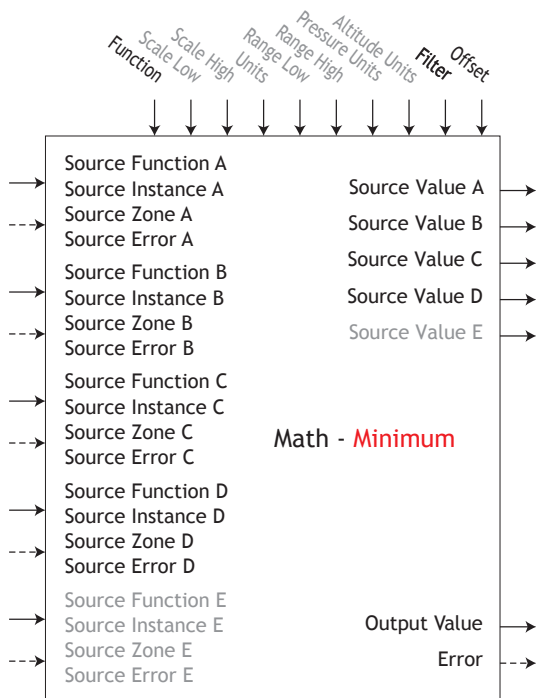 Function
Scale Low
Scale High
Units
Range Low
Range High
Pressure Units
Altitude Units
Filter
Offset
Source Function A
Source Instance A
Source Zone A
Source Error A
Source Function B
Source Instance B
Source Zone B
Source Error B
Source Function C
Source Instance C
Source Zone C
Source Error C
Source Function D
Source Instance D
Source Zone D
Source Error D
Source Function E
Source Instance E
Source Zone E
Source Error E
Source Value A
Source Value B
Source Value C
Source Value D
Source Value E
Math - Minimum
Output Value
Error